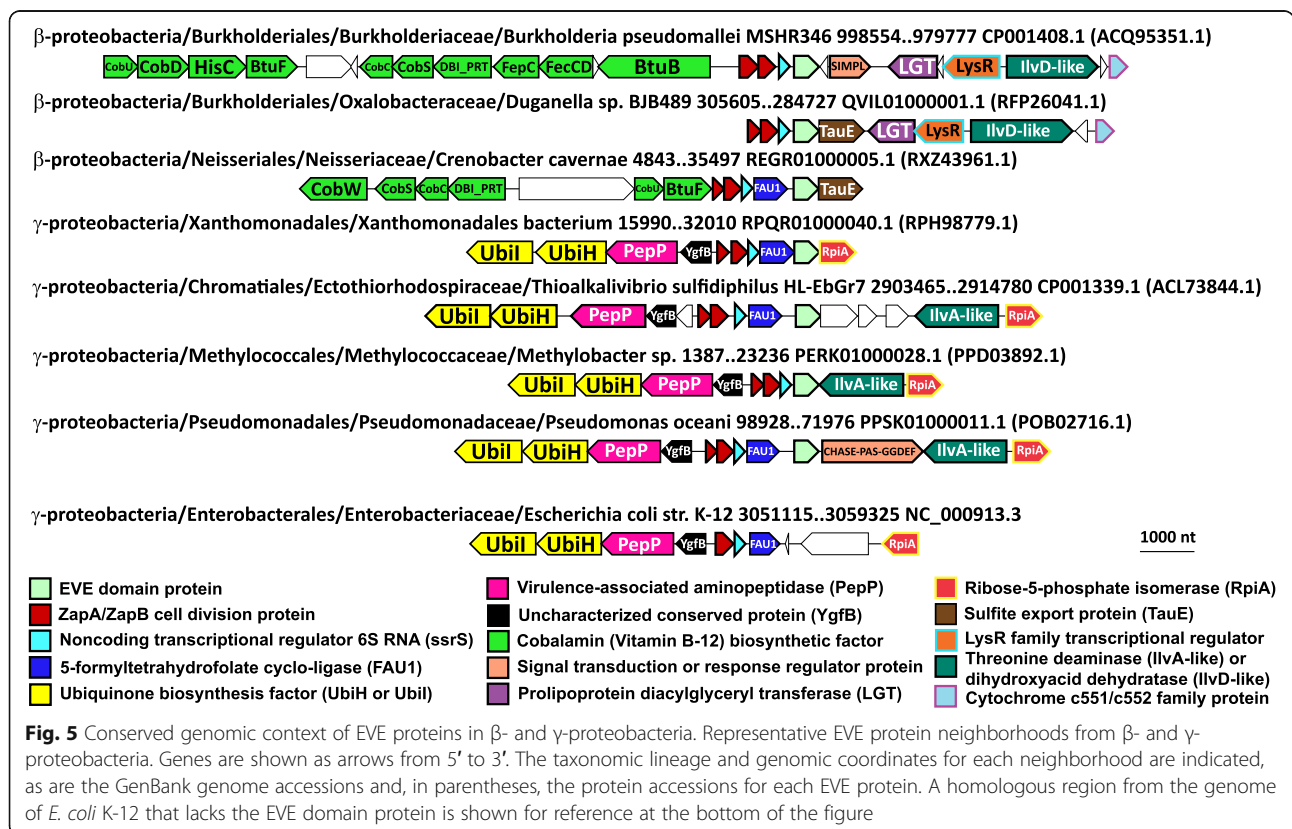 β-proteobacteria/Burkholderiales/Burkholderiaceae/Burkholderia pseudomallei MSHR346 998554..979777 CP001408.1 (ACQ95351.1)
CobU CobD HisC BtuF CobC CobS DBI_PRT FepC FecCD BtuB SIMPL LGT LysR IlvD-like
β-proteobacteria/Burkholderiales/Oxalobacteraceae/Duganella sp. BJB489 305605..284727 QVIL01000001.1 (RFP26041.1)
TauE LGT LysR IlvD-like
β-proteobacteria/Neisseriales/Neisseriaceae/Crenobacter cavernae 4843..35497 REGR01000005.1 (RXZ43961.1)
CobW CobS CobC DBI_PRT CobU BtuF FAU1 TauE
γ-proteobacteria/Xanthomonadales/Xanthomonadales bacterium 15990..32010 RPQR01000040.1 (RPH98779.1)
UbiI UbiH PepP YgfB FAU1 RpiA
γ-proteobacteria/Chromatiales/Ectothiorhodospiraceae/Thioalkalivibrio sulfidiphilus HL-EbGr7 2903465..2914780 CP001339.1 (ACL73844.1)
UbiI UbiH PepP YgfB FAU1 IlvA-like RpiA
γ-proteobacteria/Methylococcales/Methylococcaceae/Methylobacter sp. 1387..23236 PERK01000028.1 (PPD03892.1)
UbiI UbiH PepP YgfB IlvA-like RpiA
γ-proteobacteria/Pseudomonadales/Pseudomonadaceae/Pseudomonas oceani 98928..71976 PPSK01000011.1 (POB02716.1)
UbiI UbiH PepP YgfB FAU1 CHASE-PAS-GGDEF IlvA-like RpiA
γ-proteobacteria/Enterobacterales/Enterobacteriaceae/Escherichia coli str. K-12 3051115..3059325 NC_000913.3
UbiI UbiH PepP YgfB FAU1 RpiA
1000 nt
EVE domain protein
ZapA/ZapB cell division protein
Noncoding transcriptional regulator 6S RNA (ssrS)
5-formyltetrahydrofolate cyclo-ligase (FAU1)
Ubiquinone biosynthesis factor (UbiH or UbiI)
Virulence-associated aminopeptidase (PepP)
Uncharacterized conserved protein (YgfB)
Cobalamin (Vitamin B-12) biosynthetic factor
Signal transduction or response regulator protein
Prolipoprotein diacylglyceryl transferase (LGT)
Ribose-5-phosphate isomerase (RpiA)
Sulfite export protein (TauE)
LysR family transcriptional regulator
Threonine deaminase (IlvA-like) or
dihydroxyacid dehydratase (IlvD-like)
Cytochrome c551/c552 family protein
Fig. 5 Conserved genomic context of EVE proteins in β- and γ-proteobacteria. Representative EVE protein neighborhoods from β- and γ-
proteobacteria. Genes are shown as arrows from 5′ to 3′. The taxonomic lineage and genomic coordinates for each neighborhood are indicated,
as are the GenBank genome accessions and, in parentheses, the protein accessions for each EVE protein. A homologous region from the genome
of E. coli K-12 that lacks the EVE domain protein is shown for reference at the bottom of the figure